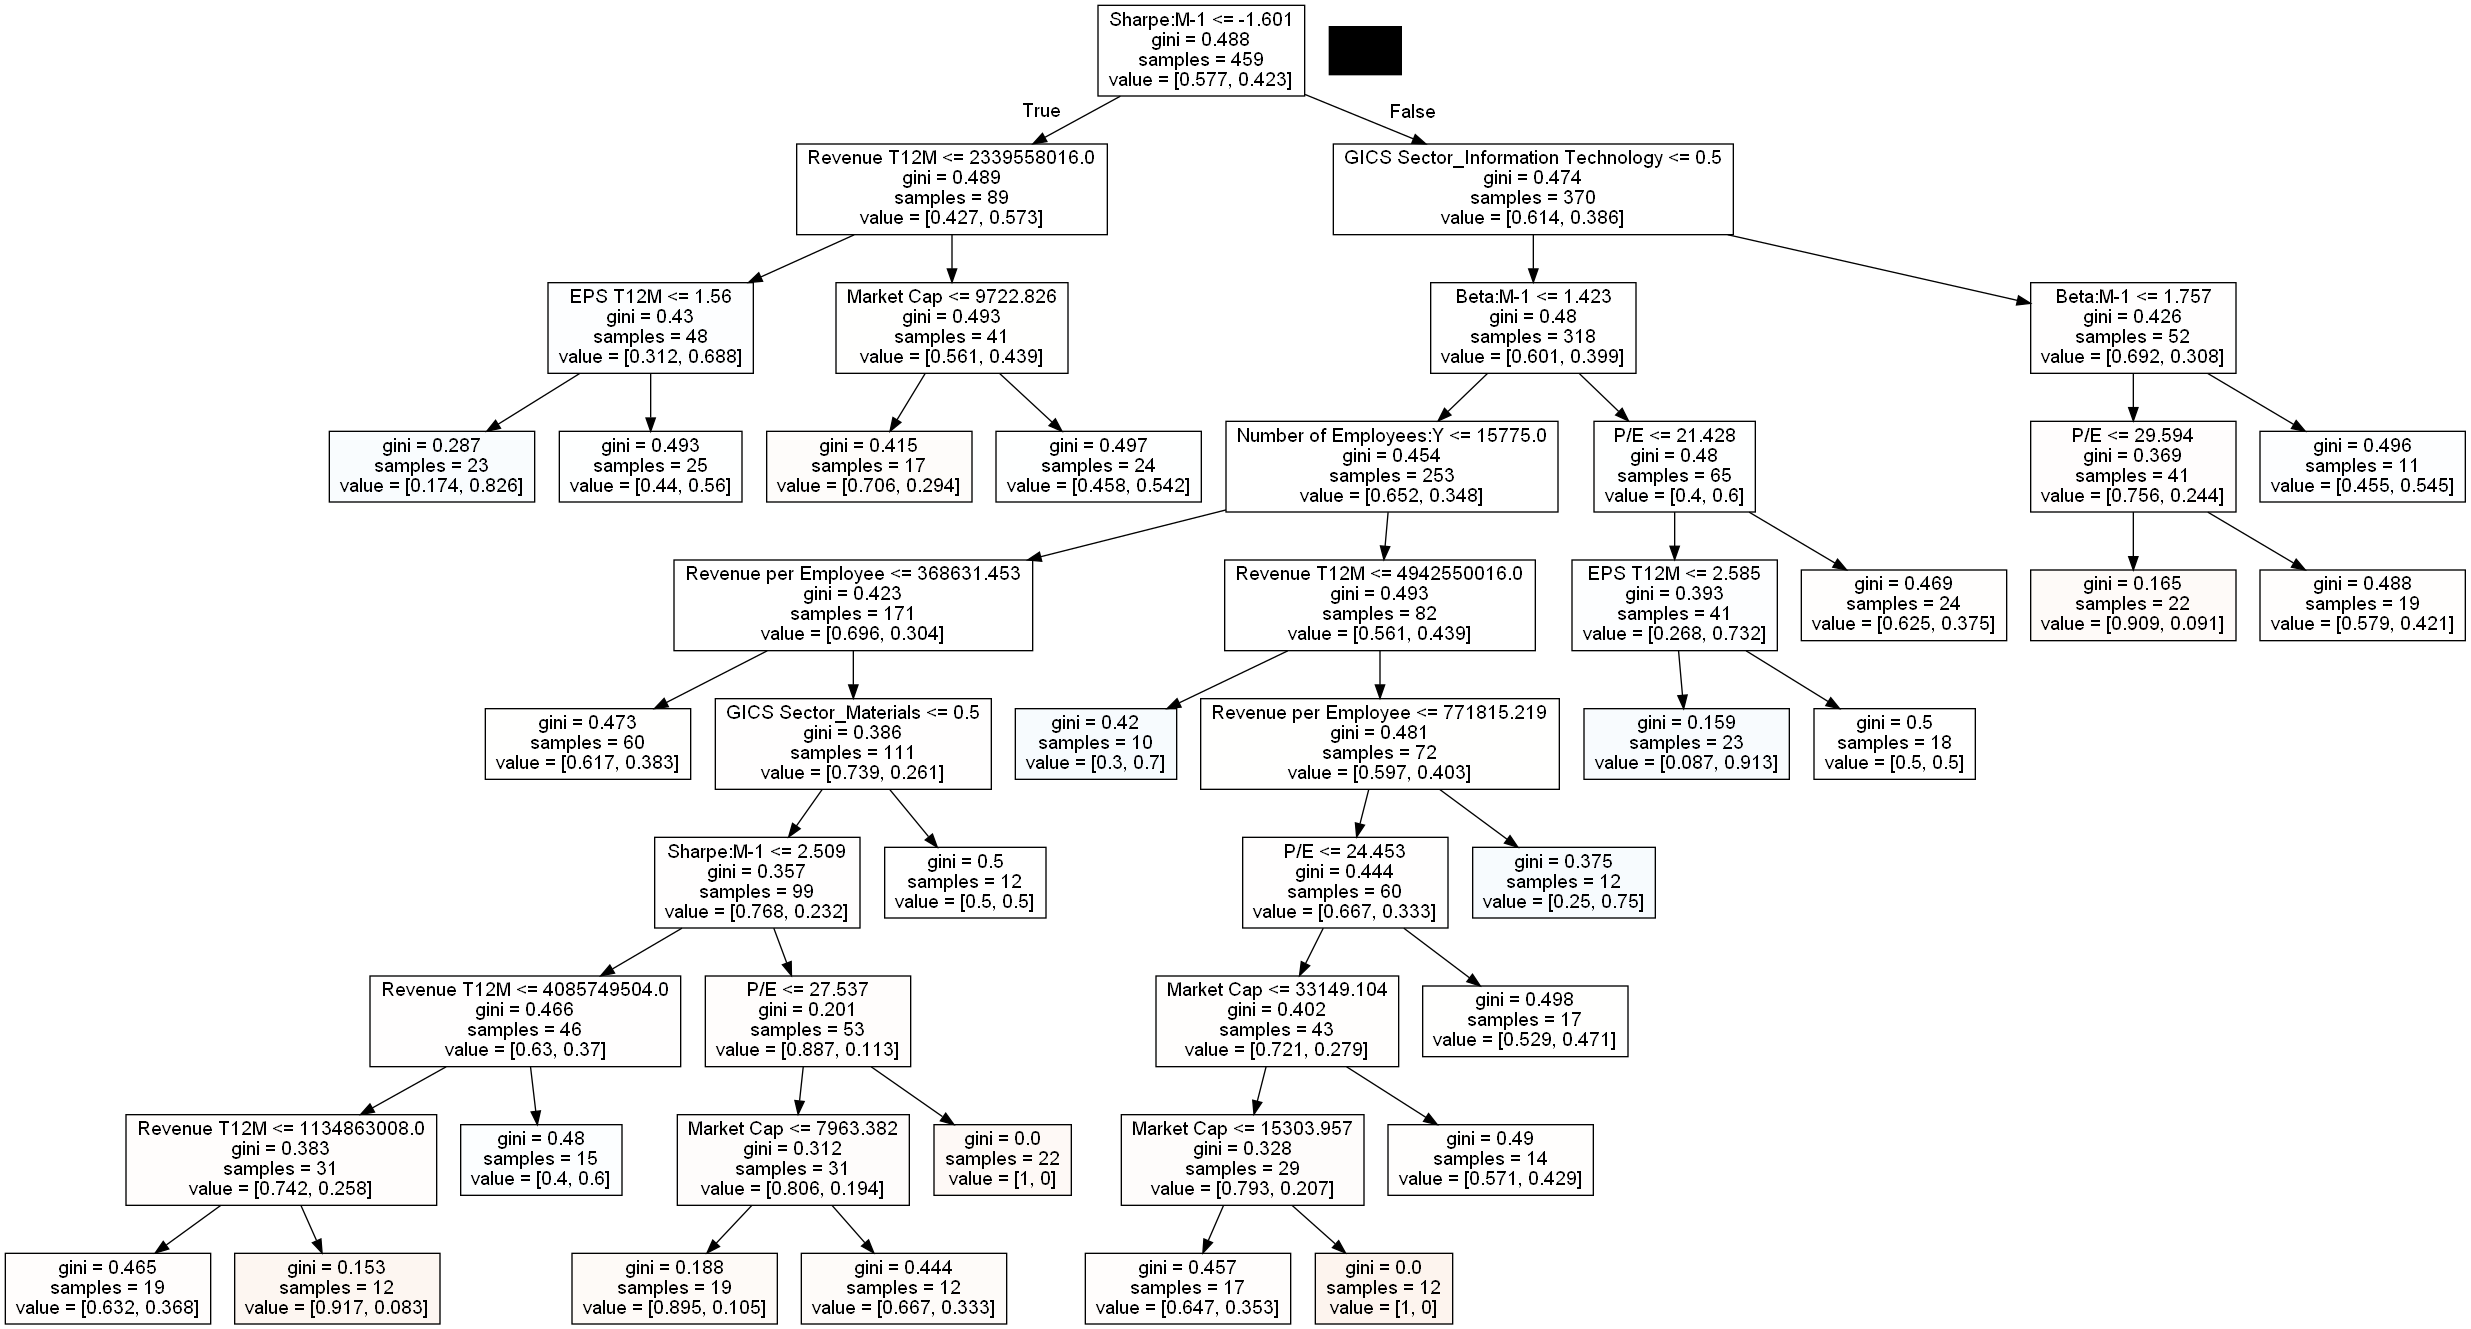 Sharpe:M-1 <= -1.601
gini = 0.488
samples = 459
value = [0.577, 0.423]
True
False
Revenue T12M <= 2339558016.0
gini = 0.489
samples = 89
value = [0.427, 0.573]
GICS Sector_Information Technology <= 0.5
gini = 0.474
samples = 370
value = [0.614, 0.386]
EPS T12M <= 1.56
gini = 0.43
samples = 48
value = [0.312, 0.688]
Market Cap <= 9722.826
gini = 0.493
samples = 41
value = [0.561, 0.439]
Beta:M-1 <= 1.423
gini = 0.48
samples = 318
value = [0.601, 0.399]
Beta:M-1 <= 1.757
gini = 0.426
samples = 52
value = [0.692, 0.308]
gini = 0.287
samples = 23
value = [0.174, 0.826]
gini = 0.493
samples = 25
value = [0.44, 0.56]
gini = 0.415
samples = 17
value = [0.706, 0.294]
gini = 0.497
samples = 24
value = [0.458, 0.542]
Number of Employees:Y <= 15775.0
gini = 0.454
samples = 253
value = [0.652, 0.348]
P/E <= 21.428
gini = 0.48
samples = 65
value = [0.4, 0.6]
P/E <= 29.594
gini = 0.369
samples = 41
value = [0.756, 0.244]
gini = 0.496
samples = 11
value = [0.455, 0.545]
Revenue per Employee <= 368631.453
gini = 0.423
samples = 171
value = [0.696, 0.304]
Revenue T12M <= 4942550016.0
gini = 0.493
samples = 82
value = [0.561, 0.439]
EPS T12M <= 2.585
gini = 0.393
samples = 41
value = [0.268, 0.732]
gini = 0.469
samples = 24
value = [0.625, 0.375]
gini = 0.165
samples = 22
value = [0.909, 0.091]
gini = 0.488
samples = 19
value = [0.579, 0.421]
gini = 0.473
samples = 60
value = [0.617, 0.383]
GICS Sector_Materials <= 0.5
gini = 0.386
samples = 111
value = [0.739, 0.261]
gini = 0.42
samples = 10
value = [0.3, 0.7]
Revenue per Employee <= 771815.219
gini = 0.481
samples = 72
value = [0.597, 0.403]
gini = 0.159
samples = 23
value = [0.087, 0.913]
gini = 0.5
samples = 18
value = [0.5, 0.5]
Sharpe:M-1 <= 2.509
gini = 0.357
samples = 99
value = [0.768, 0.232]
gini = 0.5
samples = 12
value = [0.5, 0.5]
P/E <= 24.453
gini = 0.444
samples = 60
value = [0.667, 0.333]
gini = 0.375
samples = 12
value = [0.25, 0.75]
Revenue T12M <= 4085749504.0
gini = 0.466
samples = 46
value = [0.63, 0.37]
P/E <= 27.537
gini = 0.201
samples = 53
value = [0.887, 0.113]
Market Cap <= 33149.104
gini = 0.402
samples = 43
value = [0.721, 0.279]
gini = 0.498
samples = 17
value = [0.529, 0.471]
Revenue T12M <= 1134863008.0
gini = 0.383
samples = 31
value = [0.742, 0.258]
gini = 0.48
samples = 15
value = [0.4, 0.6]
Market Cap <= 7963.382
gini = 0.312
samples = 31
value = [0.806, 0.194]
gini = 0.0
samples = 22
value = [1, 0]
Market Cap <= 15303.957
gini = 0.328
samples = 29
value = [0.793, 0.207]
gini = 0.49
samples = 14
value = [0.571, 0.429]
gini = 0.465
samples = 19
value = [0.632, 0.368]
gini = 0.153
samples = 12
value = [0.917, 0.083]
gini = 0.188
samples = 19
value = [0.895, 0.105]
gini = 0.444
samples = 12
value = [0.667, 0.333]
gini = 0.457
samples = 17
value = [0.647, 0.353]
gini = 0.0
samples = 12
value = [1, 0]